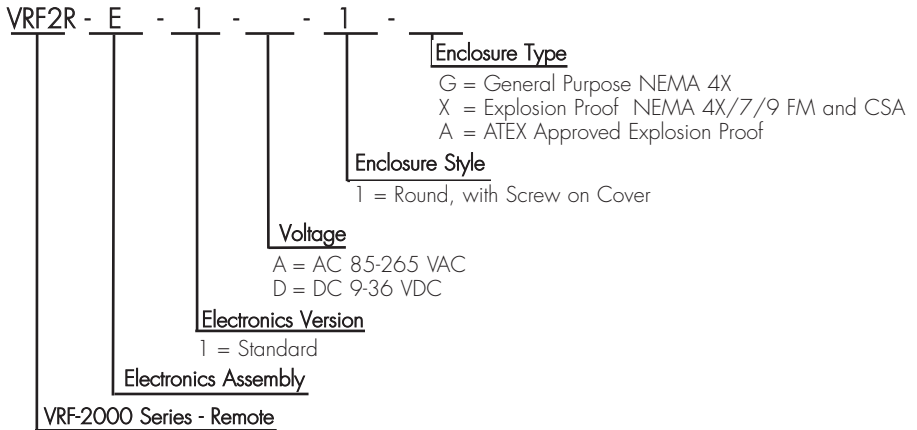 VRF2R - E - 1 - - 1 -
Enclosure Type
G = General Purpose NEMA 4X
X = Explosion Proof NEMA 4X/7/9 FM and CSA
A = ATEX Approved Explosion Proof
Enclosure Style
1 = Round, with Screw on Cover
Voltage
A = AC 85-265 VAC
D = DC 9-36 VDC
Electronics Version
1 = Standard
Electronics Assembly
VRF-2000 Series - Remote